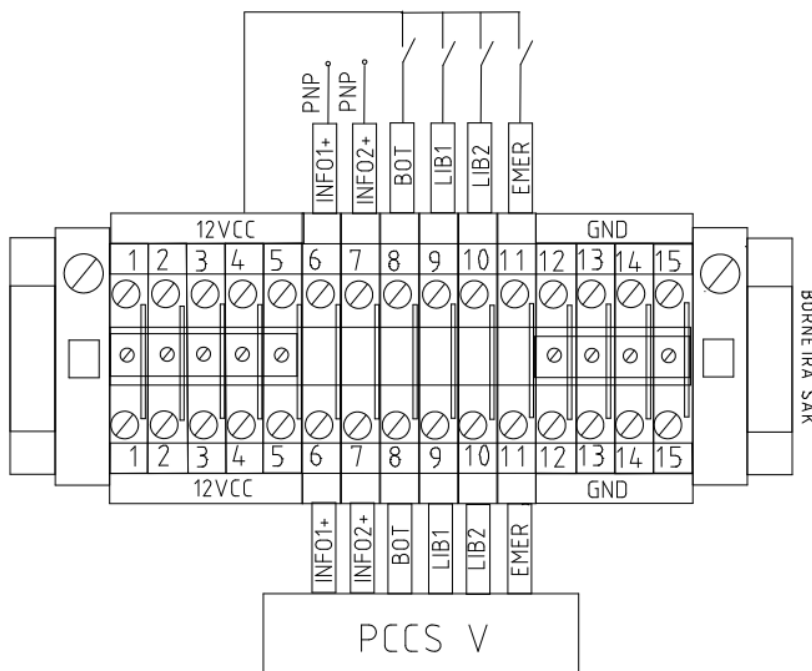 PNP
PNP
INFO1+
INFO2+
BOT
LIB1
LIB2
EMER
12VCC
GND
1 2 3 4 5 6 7 8 9 10 11 12 13 14 15
BORNEIRA SAK
1 2 3 4 5 6 7 8 9 10 11 12 13 14 15
12VCC
GND
INFO1+
INFO2+
BOT
LIB1
LIB2
EMER
PCCS V